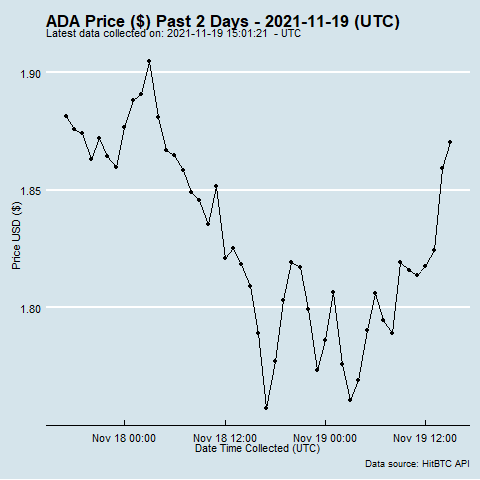 ADA Price ($) Past 2 Days - 2021-11-19 (UTC)
Latest data collected on: 2021-11-19 15:01:21 - UTC
1.90
1.85
1.80
Price USD ($)
Nov 18 00:00 Nov 18 12:00 Nov 19 00:00 Nov 19 12:00
Date Time Collected (UTC)
Data source: HitBTC API